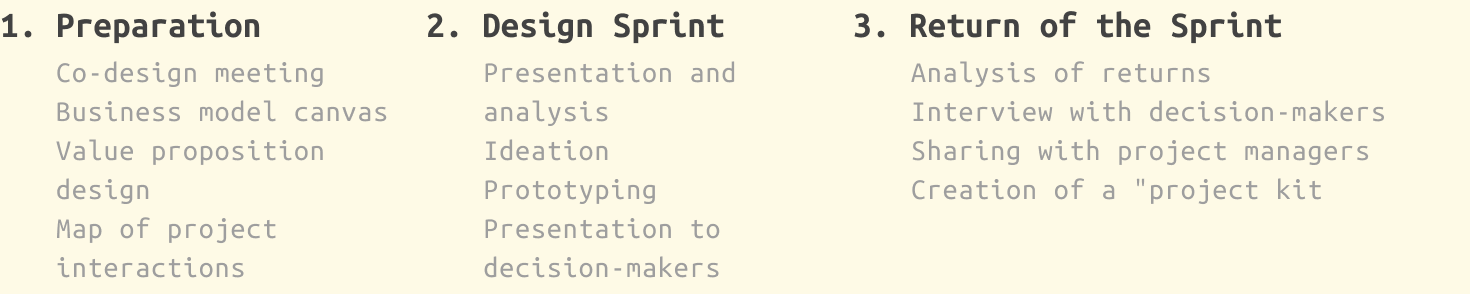 1. Preparation
Co-design meeting
Business model canvas
Value proposition
design
Map of project
interactions
2. Design Sprint
Presentation and
analysis
Ideation
Prototyping
Presentation to
decision-makers
3. Return of the Sprint
Analysis of returns
Interview with decision-makers
Sharing with project managers
Creation of a "project kit